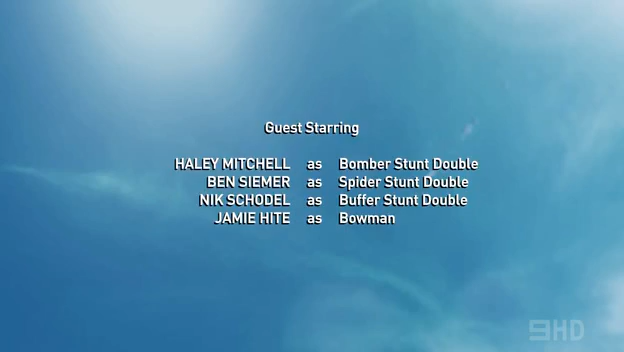 Guest Starring
HALEY MITCHELL as Bomber Stunt Double
BEN SIEMER as Spider Stunt Double
NIK SCHODEL as Buffer Stunt Double
JAMIE HITE as Bowman
9HD